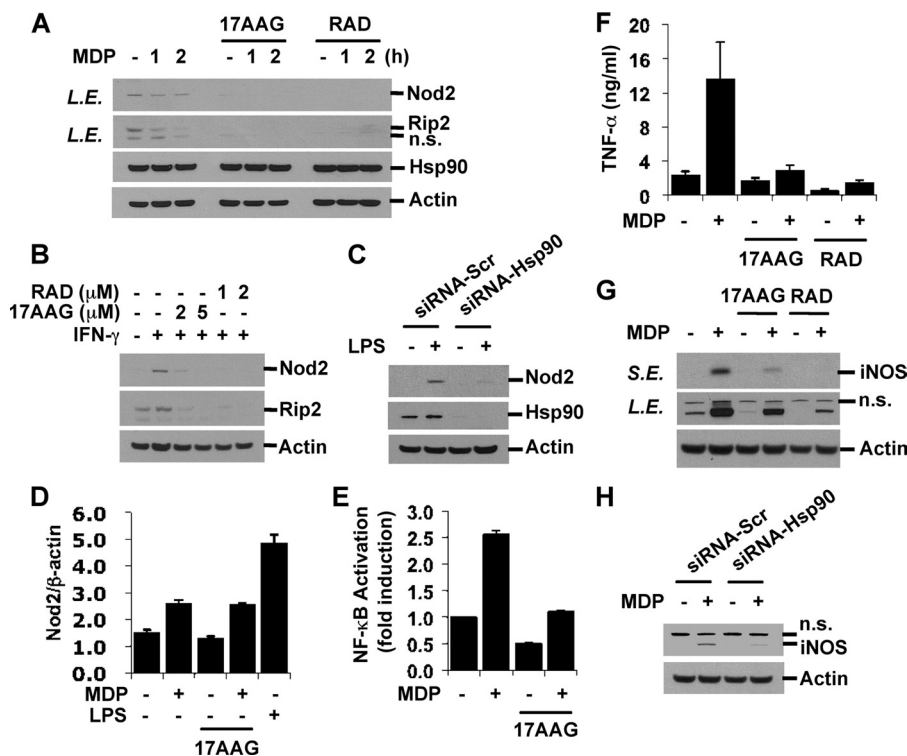 A
17AAG RAD
MDP - 1 2 - 1 2 (h)
L.E. Nod2
L.E. Rip2
n.s.
Hsp90
Actin
B
RAD (μM) 1 2
17AAG (μM) 2 5
IFN-γ - + + + + +
Nod2
Rip2
Actin
C
siRNA-Scr siRNA-Hsp90
LPS - + - +
Nod2
Hsp90
Actin
D
Nod2/β-actin
6.0
5.0
4.0
3.0
2.0
1.0
0.0
MDP - + - + -
LPS - - - - +
17AAG
E
NF-κB Activation
(fold induction)
3.0
2.5
2.0
1.5
1.0
0.5
0.0
MDP - + - +
17AAG
F
TNF-α (ng/ml)
20
16
12
8
4
0
MDP - + - + - +
17AAG RAD
G
17AAG RAD
MDP - + - + - +
S.E. iNOS
n.s.
L.E.
Actin
H
siRNA-Scr siRNA-Hsp90
MDP - + - +
n.s.
iNOS
Actin